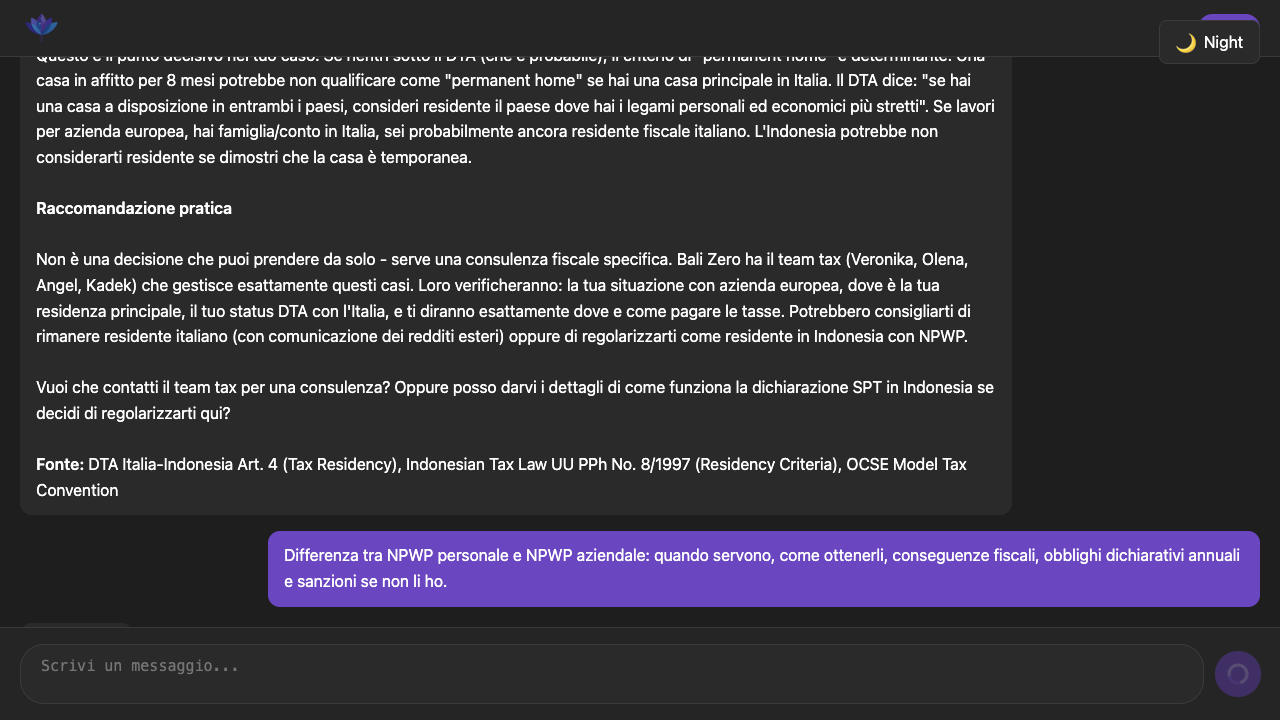 🌙 Night
Questo è il punto decisivo nel tuo caso. Se rientri sotto il DTA (che è probabile), il criterio di "permanent home" è determinante. Una
casa in affitto per 8 mesi potrebbe non qualificare come "permanent home" se hai una casa principale in Italia. Il DTA dice: "se hai
una casa a disposizione in entrambi i paesi, consideri residente il paese dove hai i legami personali ed economici più stretti". Se lavori
per azienda europea, hai famiglia/conto in Italia, sei probabilmente ancora residente fiscale italiano. L'Indonesia potrebbe non
considerarti residente se dimostri che la casa è temporanea.
Raccomandazione pratica
Non è una decisione che puoi prendere da solo - serve una consulenza fiscale specifica. Bali Zero ha il team tax (Veronika, Olena,
Angel, Kadek) che gestisce esattamente questi casi. Loro verificheranno: la tua situazione con azienda europea, dove è la tua
residenza principale, il tuo status DTA con l'Italia, e ti diranno esattamente dove e come pagare le tasse. Potrebbero consigliarti di
rimanere residente italiano (con comunicazione dei redditi esteri) oppure di regolarizzarti come residente in Indonesia con NPWP.
Vuoi che contatti il team tax per una consulenza? Oppure posso darvi i dettagli di come funziona la dichiarazione SPT in Indonesia se
decidi di regolarizzarti qui?
Fonte: DTA Italia-Indonesia Art. 4 (Tax Residency), Indonesian Tax Law UU PPh No. 8/1997 (Residency Criteria), OCSE Model Tax
Convention
Differenza tra NPWP personale e NPWP aziendale: quando servono, come ottenerli, conseguenze fiscali, obblighi dichiarativi annuali
e sanzioni se non li ho.
Scrivi un messaggio...